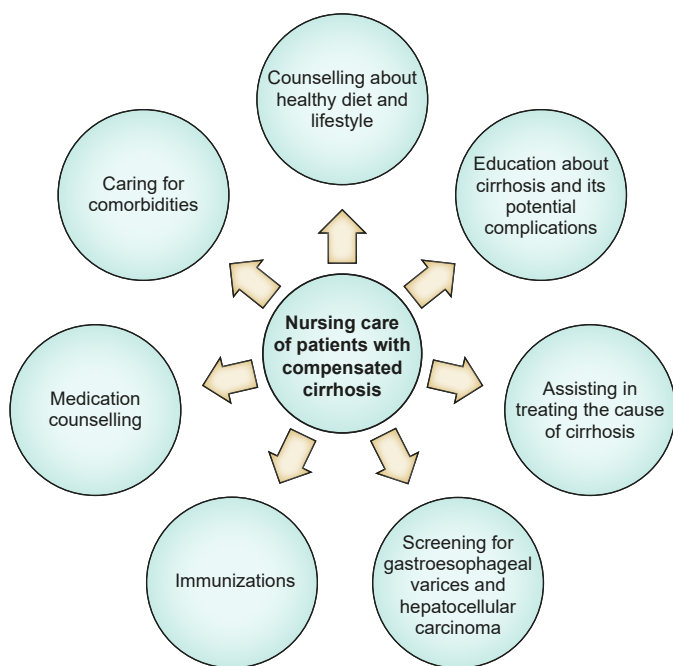 Counselling about
healthy diet and
lifestyle
Education about
cirrhosis and its
potential
complications
Caring for
comorbidities
Nursing care
of patients with
compensated
cirrhosis
Medication
counselling
Assisting in
treating the cause
of cirrhosis
Immunizations
Screening for
gastroesophageal
varices and
hepatocellular
carcinoma